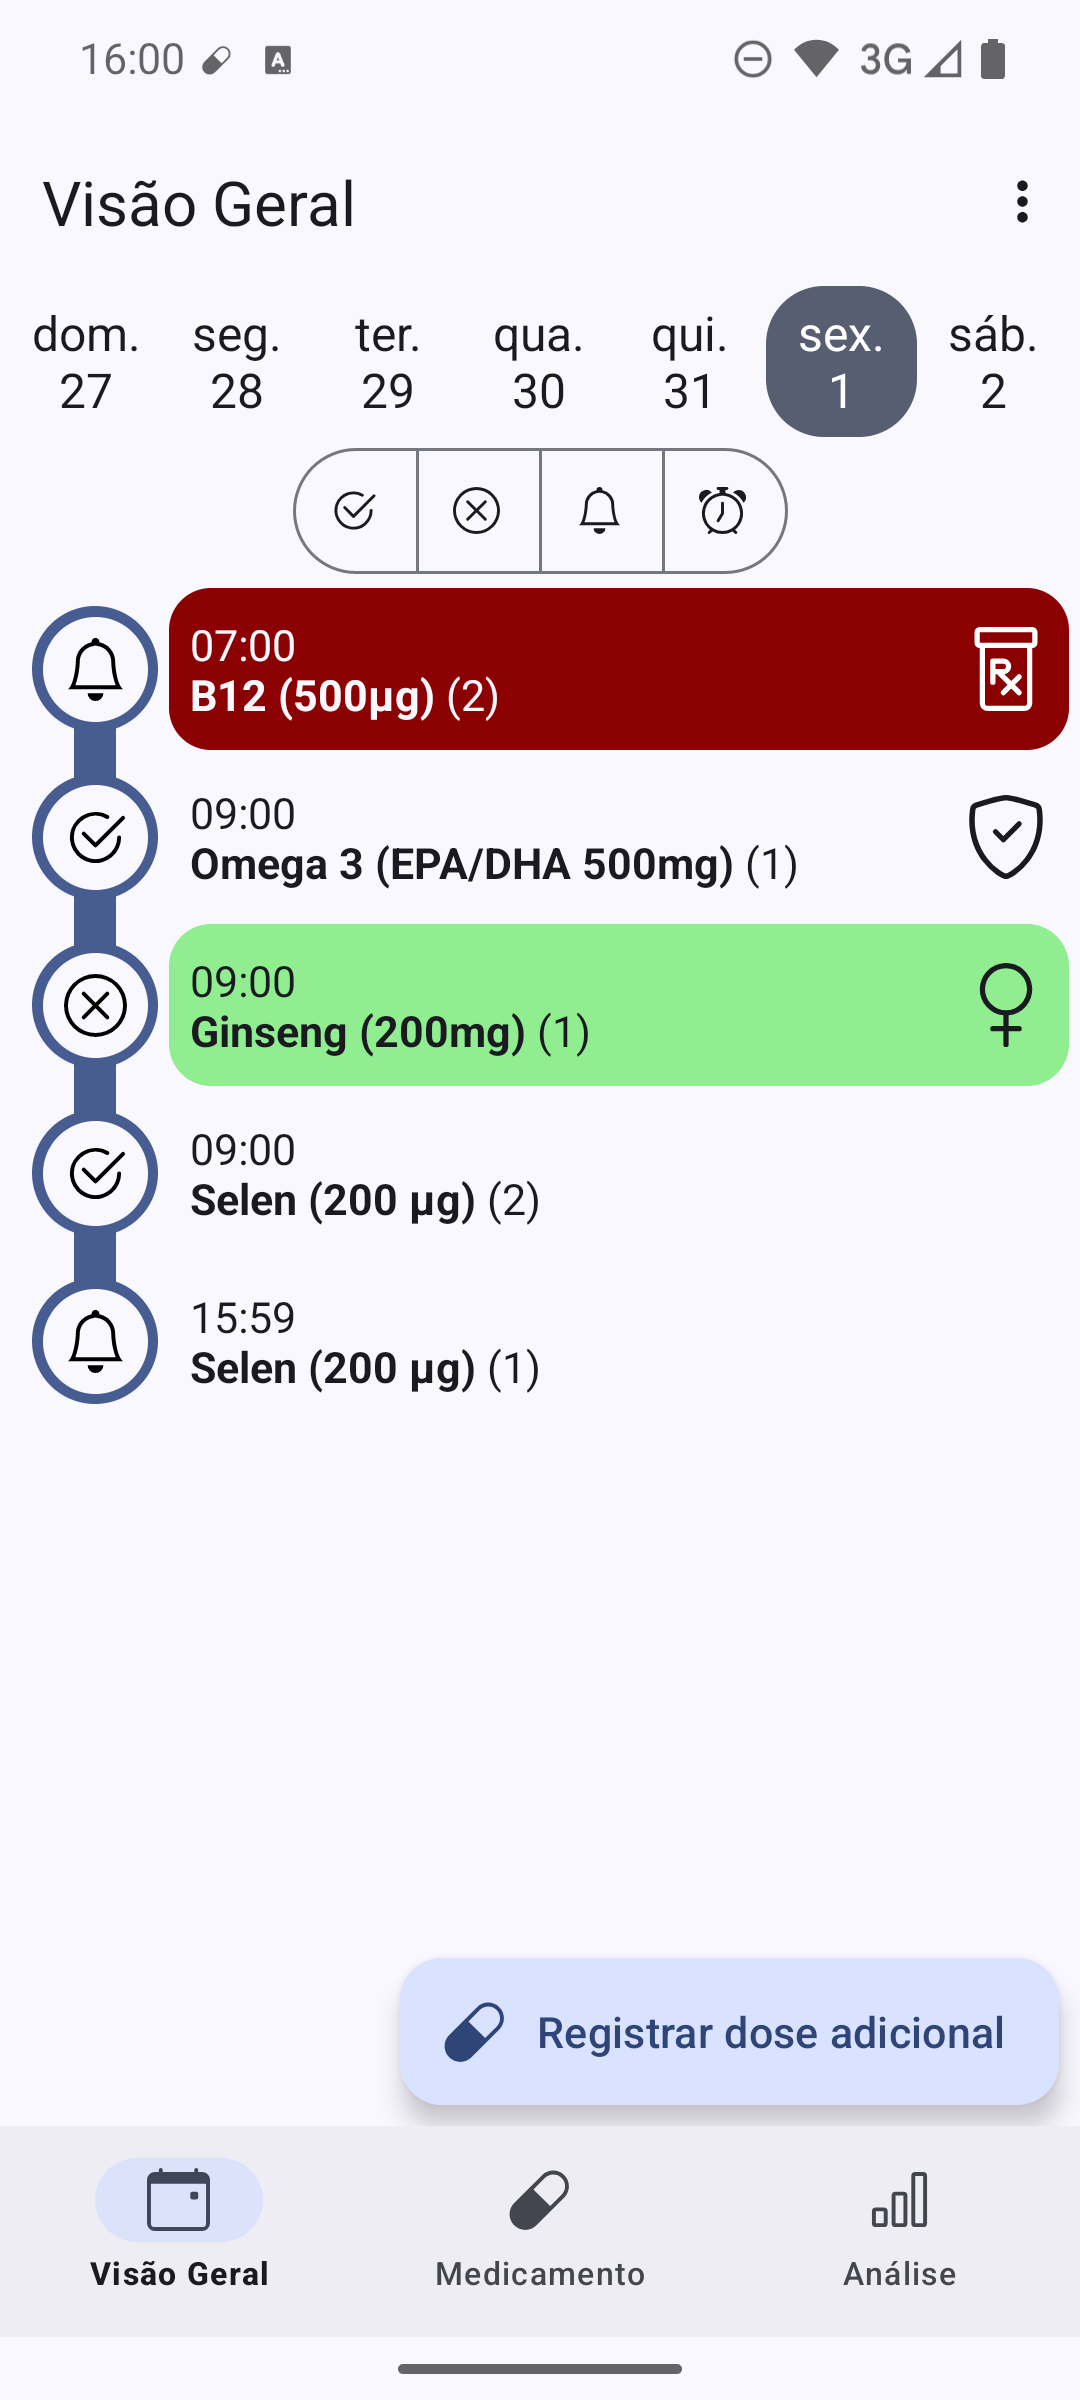 16:00
3G
Visão Geral
dom. seg. ter. qua. qui. sex. sáb.
27 28 29 30 31 1 2
07:00
B12 (500µg) (2)
09:00
Omega 3 (EPA/DHA 500mg) (1)
09:00
Ginseng (200mg) (1)
09:00
Selen (200 µg) (2)
15:59
Selen (200 µg) (1)
Registrar dose adicional
Visão Geral Medicamento Análise